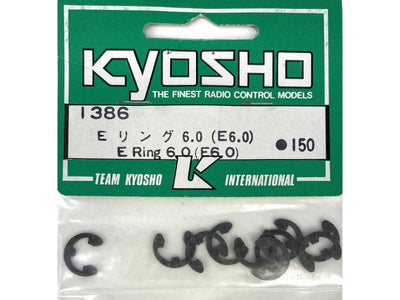 KYOSHO
THE FINEST RADIO CONTROL MODELS
1386
E リング 6.0 (E6.0)
E Ring 6.0 (E6.0)
●150
TEAM KYOSHO K INTERNATIONAL